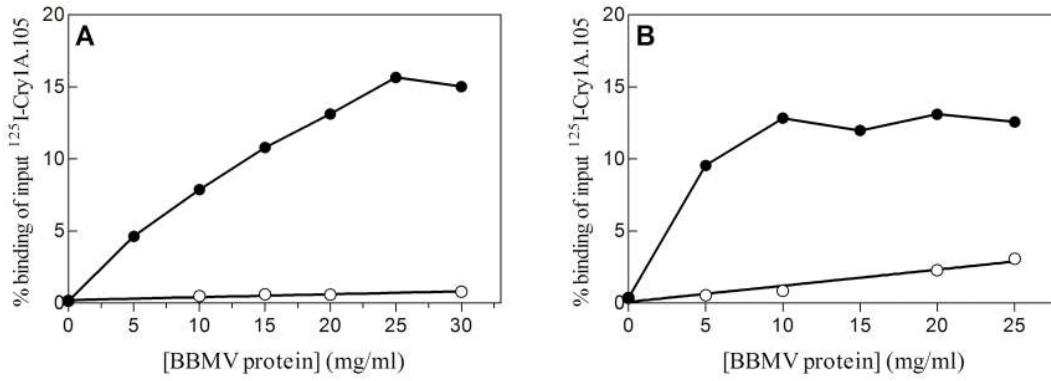 A
% binding of input ¹²⁵I-Cry1A.105
20
15
10
5
0
0 5 10 15 20 25 30
[BBMV protein] (mg/ml)
B
% binding of input ¹²⁵I-Cry1A.105
20
15
10
5
0
0 5 10 15 20 25
[BBMV protein] (mg/ml)